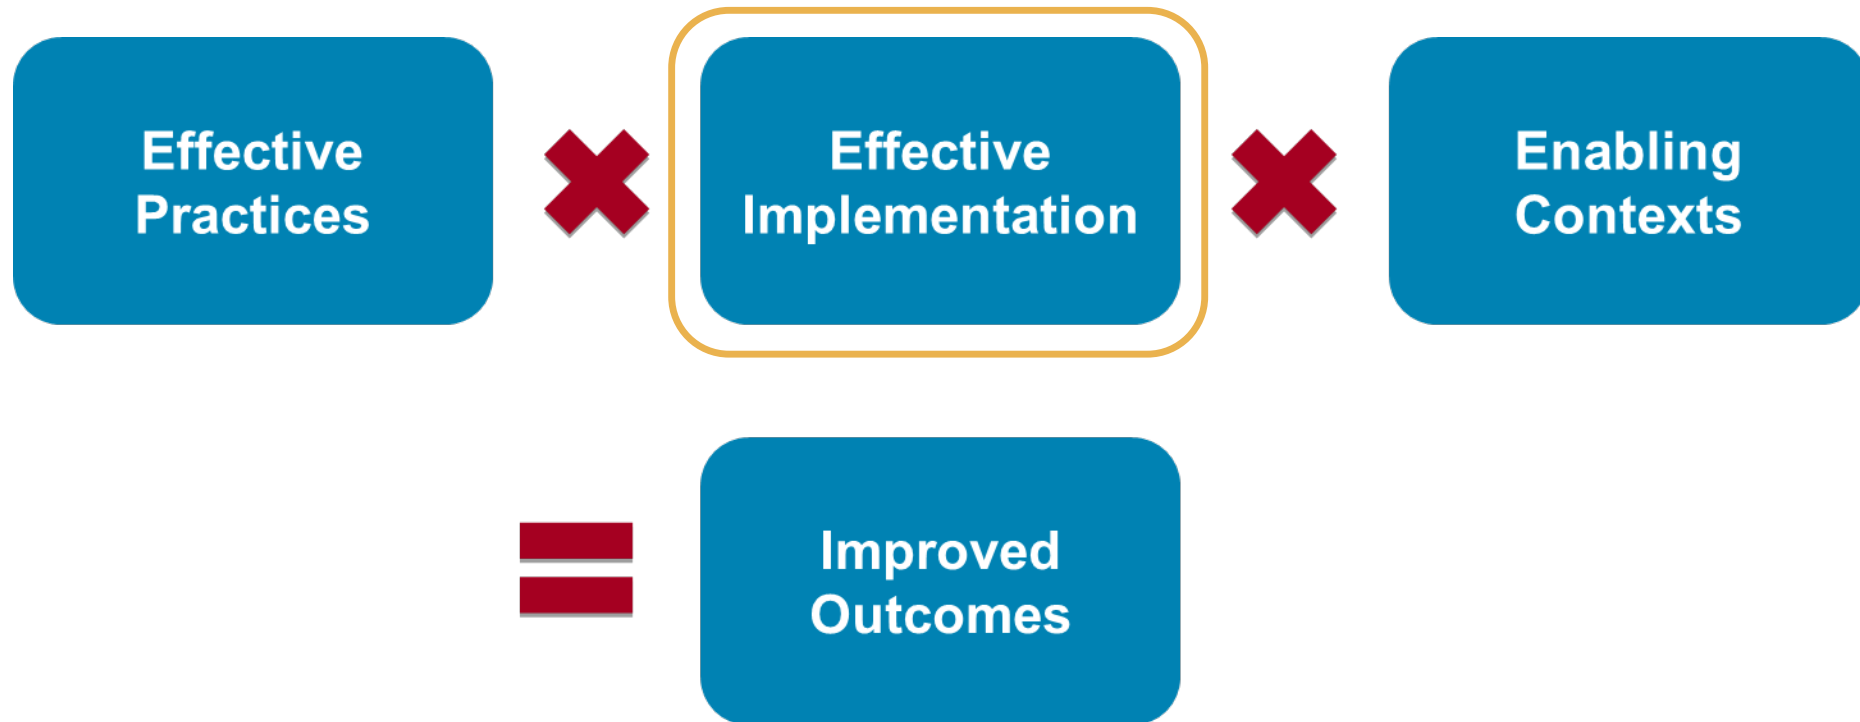 Effective
Practices
Effective
Implementation
Enabling
Contexts
Improved
Outcomes